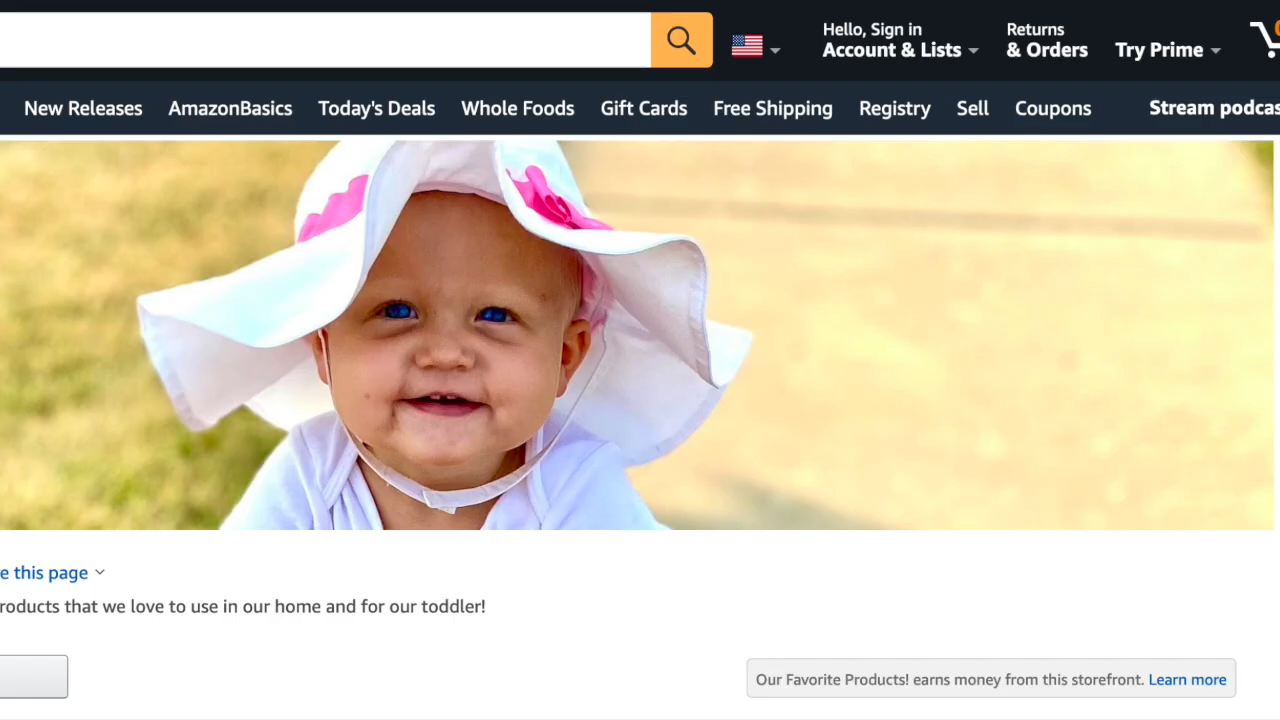 Hello, Sign in
Account & Lists
Returns
& Orders
Try Prime
New Releases AmazonBasics Today's Deals Whole Foods Gift Cards Free Shipping Registry Sell Coupons Stream
this page
that we love to use in our home and for our toddler!
Our Favorite Products! earns money from this storefront. Learn more